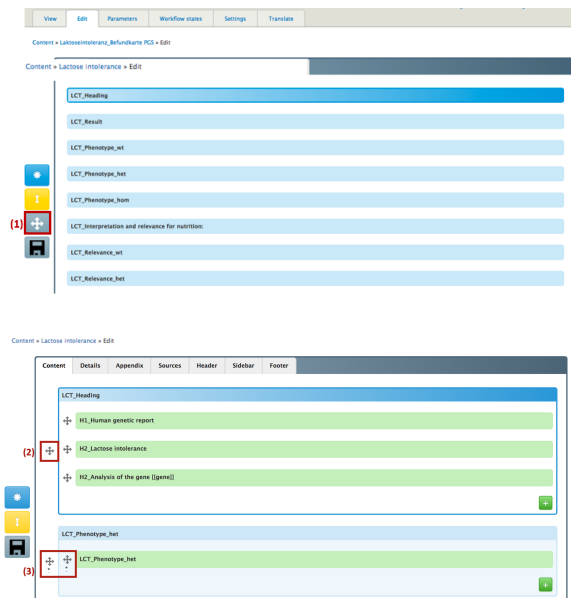 View Edit Parameters Workflow states Settings Translate
Content » Laktoseintoleranz_Befundkarte PGS » Edit
Content » Lactose intolerance » Edit
LCT_Heading
LCT_Result
LCT_Phenotype_wt
LCT_Phenotype_het
LCT_Phenotype_hom
(1)
LCT_Interpretation and relevance for nutrition:
LCT_Relevance_wt
LCT_Relevance_het
Content » Lactose intolerance » Edit
Content Details Appendix Sources Header Sidebar Footer
LCT_Heading
H1_Human genetic report
(2)
H2_Lactose intolerance
H2_Analysis of the gene [[gene]]
LCT_Phenotype_het
LCT_Phenotype_het
(3)